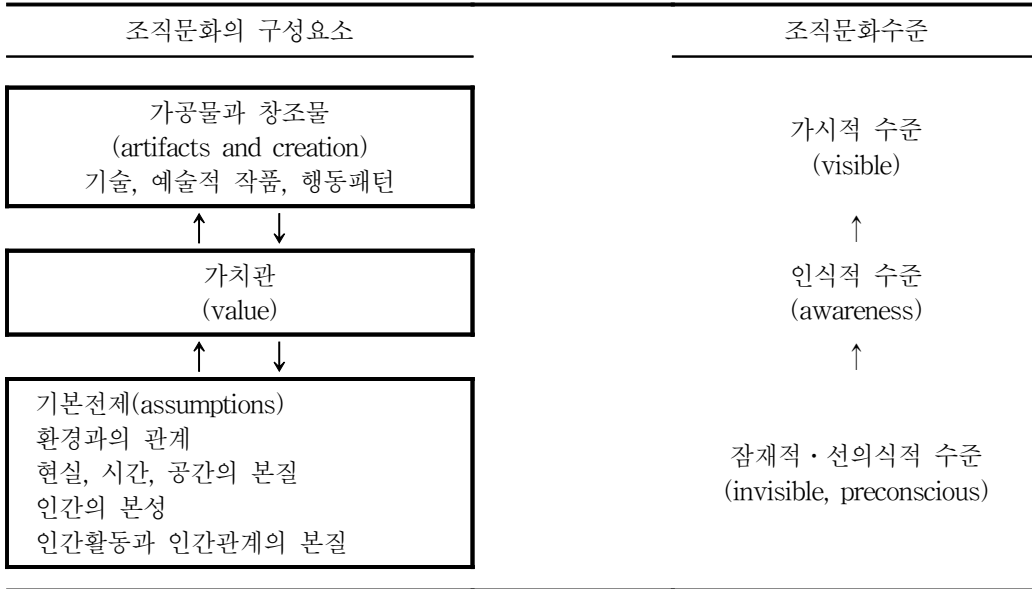 조직문화의 구성요소
조직문화수준
가공물과 창조물
(artifacts and creation)
기술, 예술적 작품, 행동패턴
가시적 수준
(visible)
↑ ↓
↑
가치관
(value)
인식적 수준
(awareness)
↑ ↓
↑
기본전제(assumptions)
환경과의 관계
현실, 시간, 공간의 본질
인간의 본성
인간활동과 인간관계의 본질
잠재적·선의식적 수준
(invisible, preconscious)